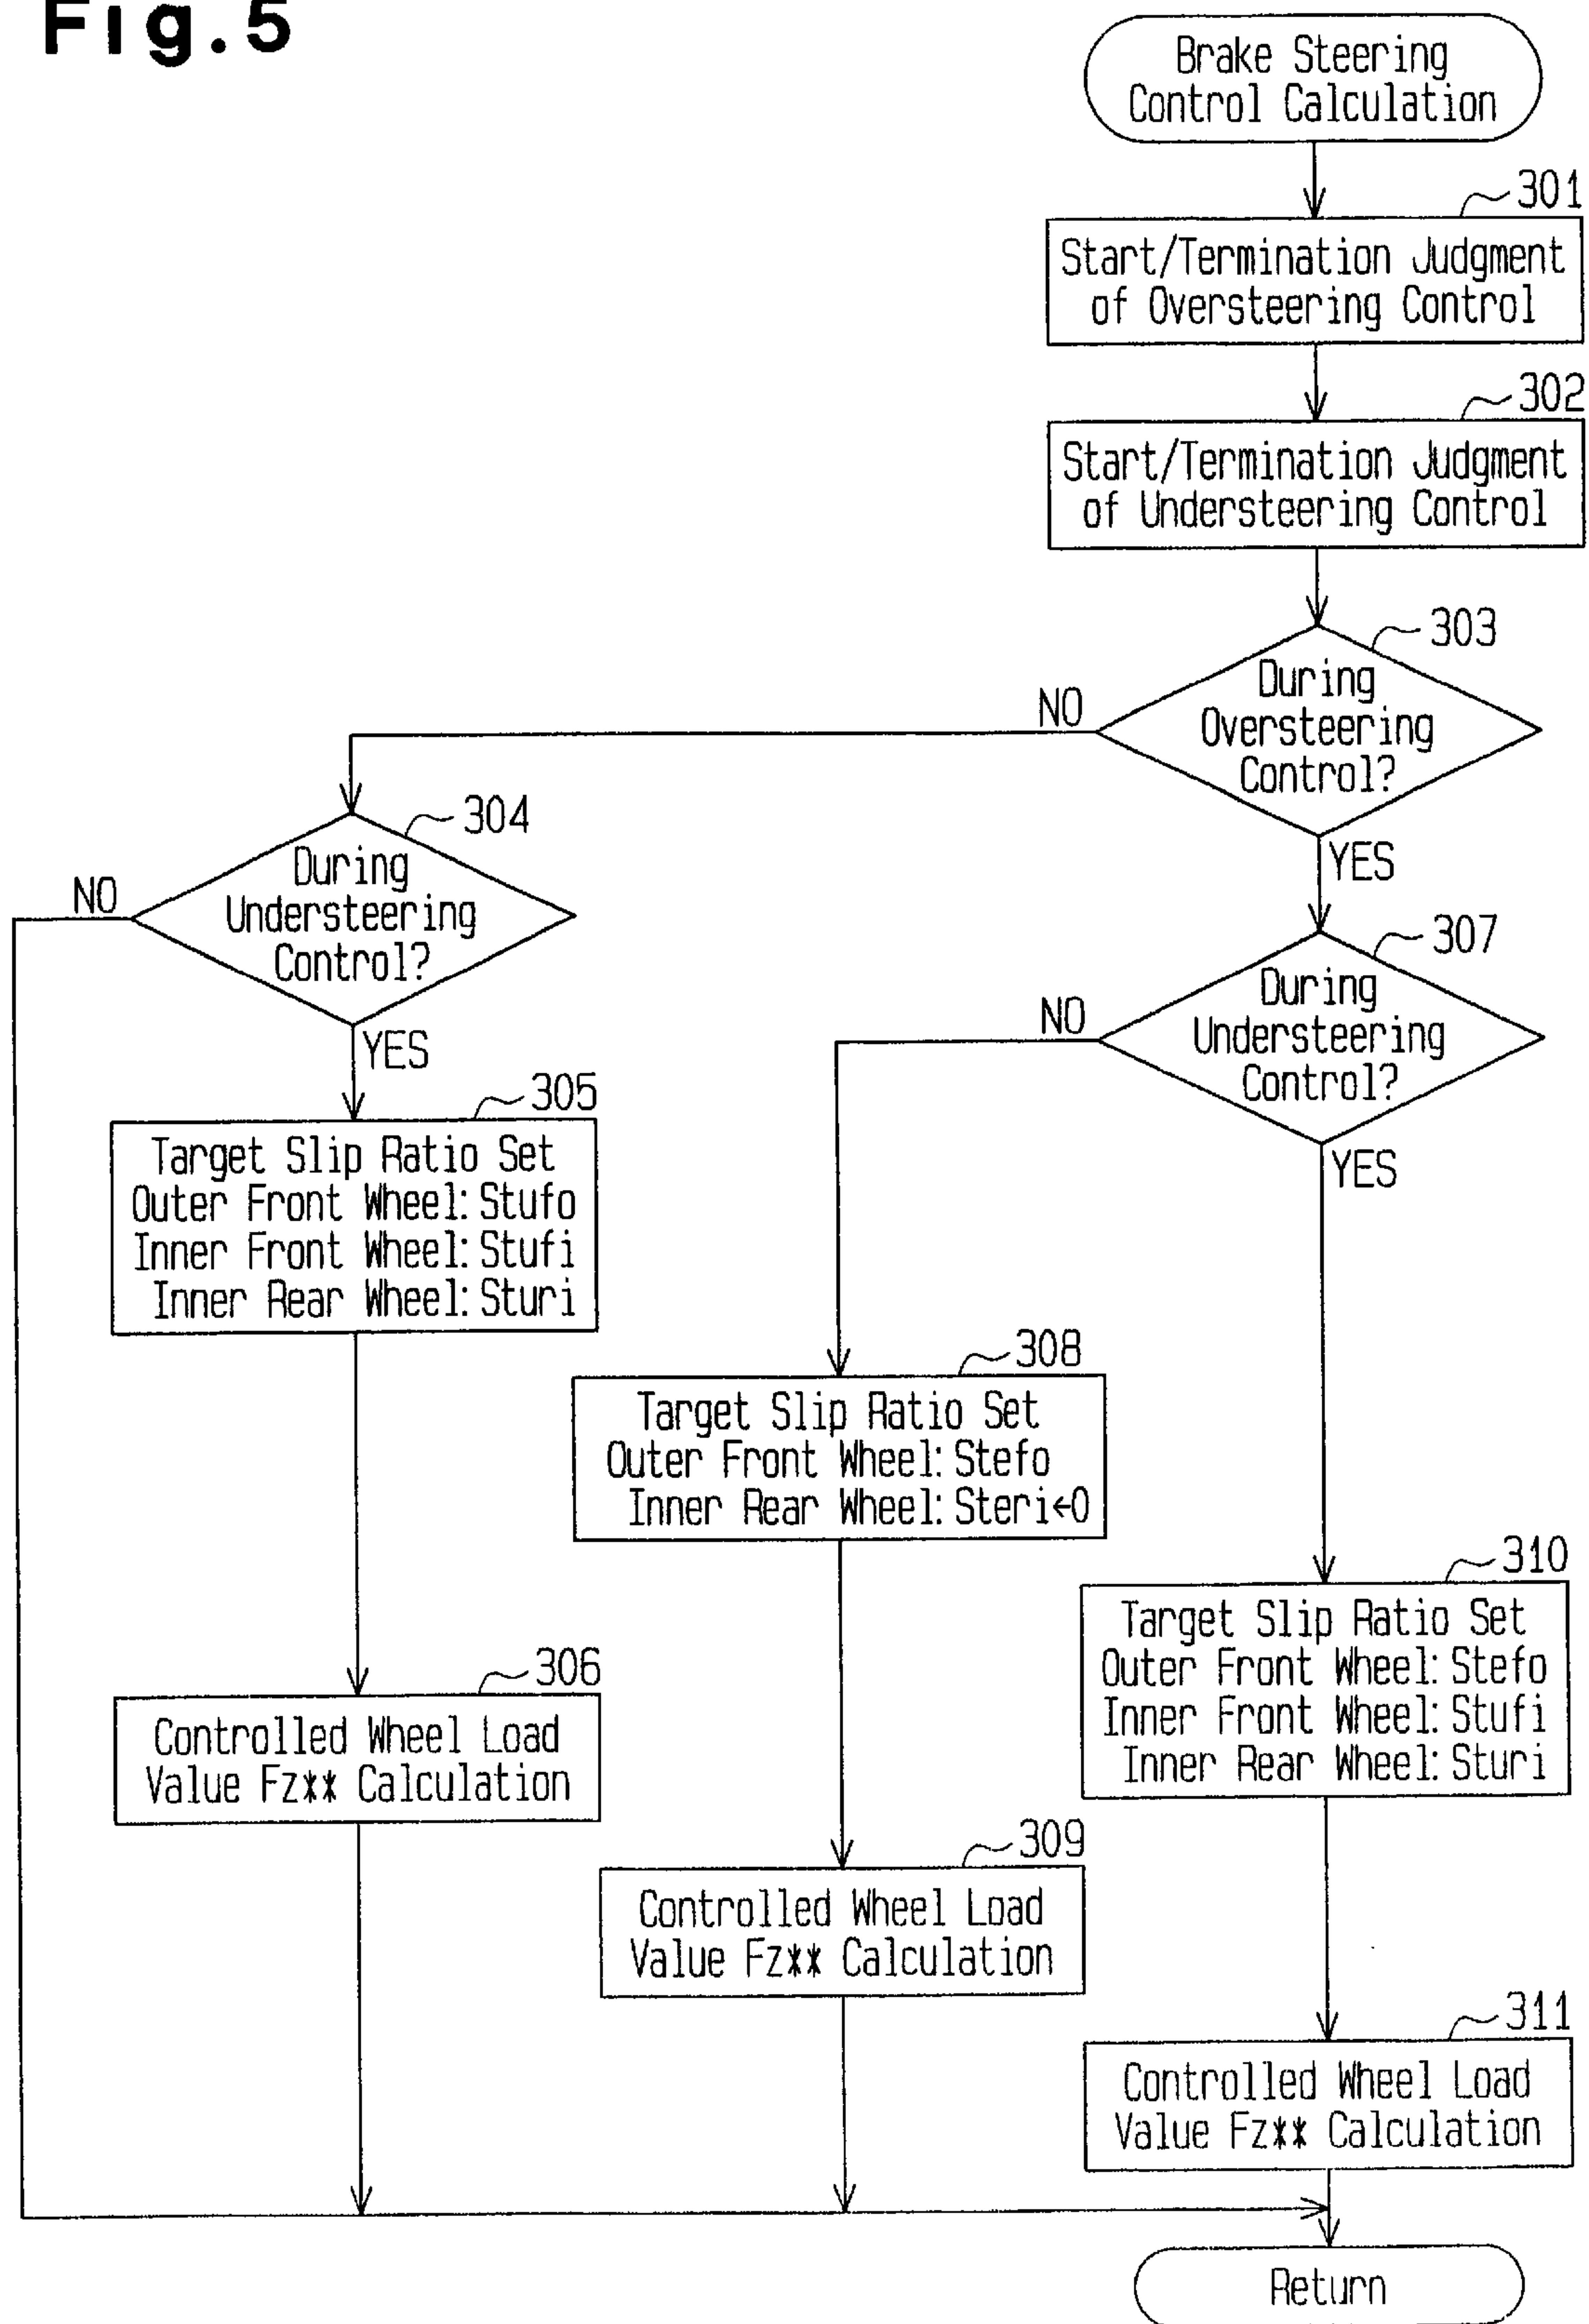 Fig.5
Brake Steering
Control Calculation
301
Start/Termination Judgment
of Oversteering Control
302
Start/Termination Judgment
of Understeering Control
303
During
Oversteering
Control?
NO
YES
304
During
Understeering
Control?
NO
YES
307
During
Understeering
Control?
NO
YES
305
Target Slip Ratio Set
Outer Front Wheel: Stufo
Inner Front Wheel: Stufi
Inner Rear Wheel: Sturi
308
Target Slip Ratio Set
Outer Front Wheel: Stefo
Inner Rear Wheel: Steri←0
310
Target Slip Ratio Set
Outer Front Wheel: Stefo
Inner Front Wheel: Stufi
Inner Rear Wheel: Sturi
306
Controlled Wheel Load
Value Fz** Calculation
309
Controlled Wheel Load
Value Fz** Calculation
311
Controlled Wheel Load
Value Fz** Calculation
Return